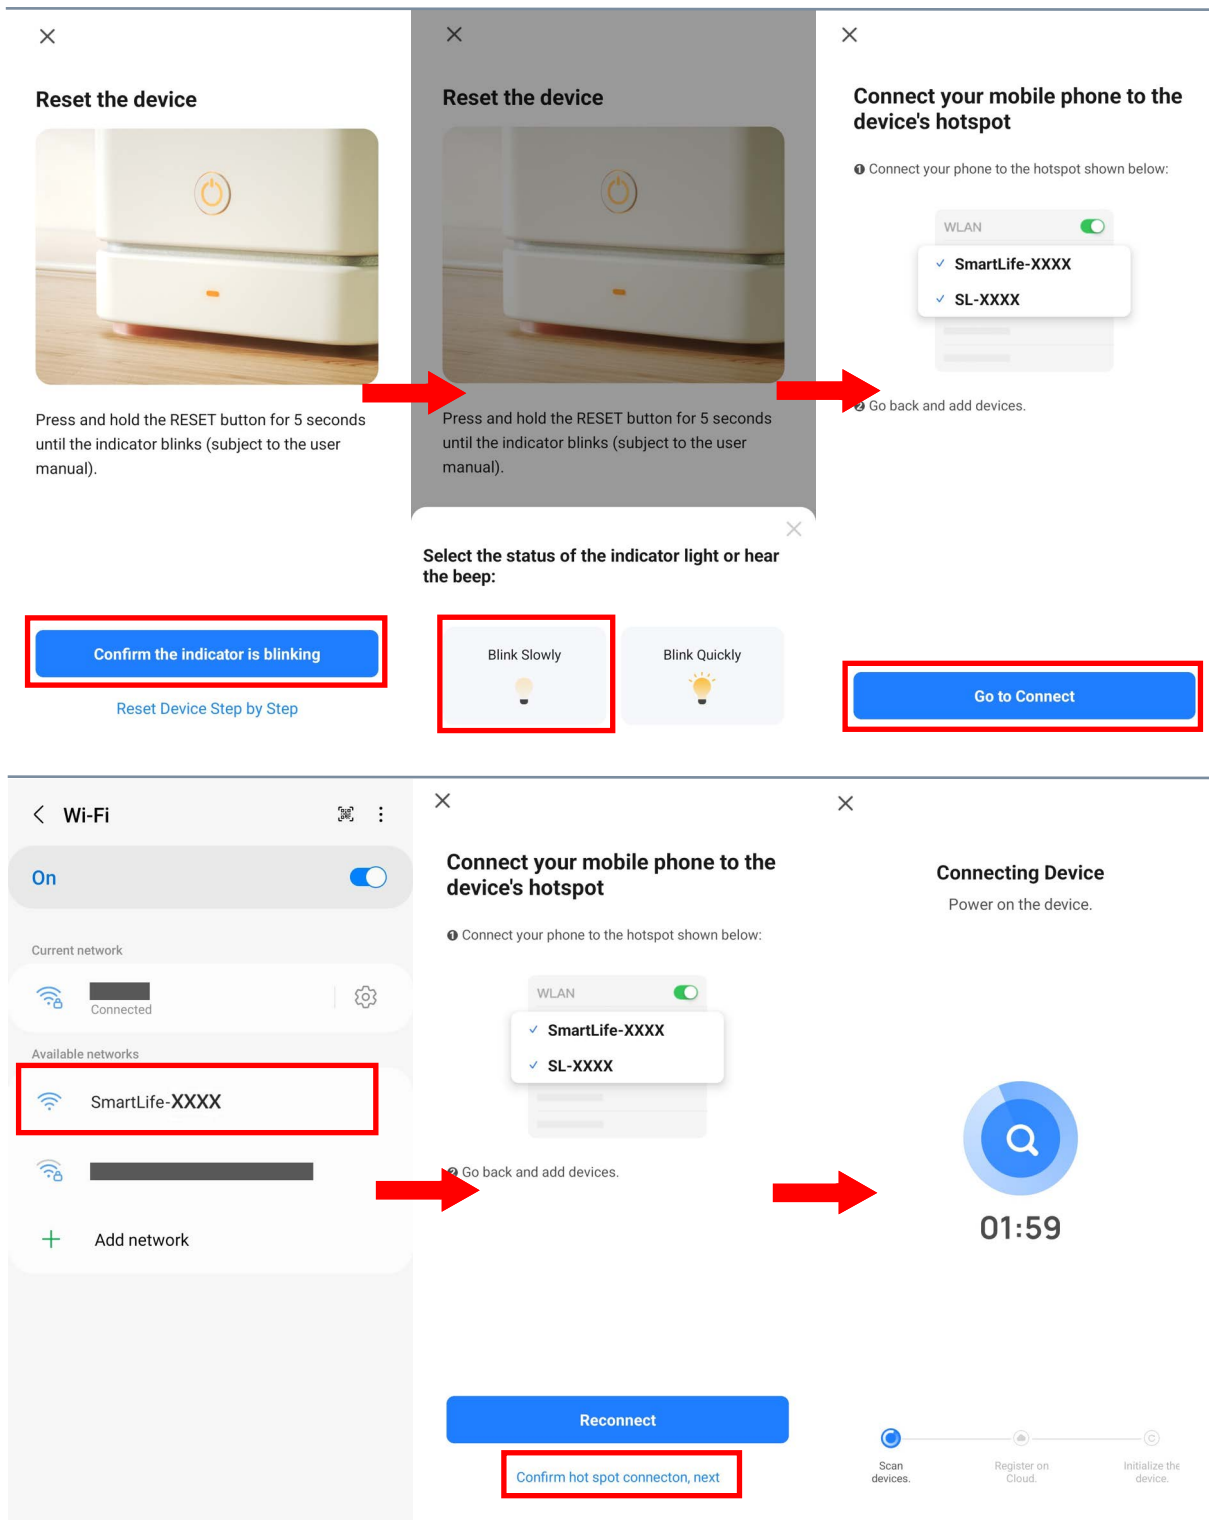 Reset the device
Press and hold the RESET button for 5 seconds
until the indicator blinks (subject to the user
manual).
Confirm the indicator is blinking
Reset Device Step by Step
Reset the device
Press and hold the RESET button for 5 seconds
until the indicator blinks (subject to the user
manual).
Select the status of the indicator light or hear
the beep:
Blink Slowly
Blink Quickly
Connect your mobile phone to the
device's hotspot
❶ Connect your phone to the hotspot shown below:
WLAN
SmartLife-XXXX
SL-XXXX
❷ Go back and add devices.
Go to Connect
Wi-Fi
On
Current network
Connected
Available networks
SmartLife-XXXX
Add network
Connect your mobile phone to the
device's hotspot
❶ Connect your phone to the hotspot shown below:
WLAN
SmartLife-XXXX
SL-XXXX
❷ Go back and add devices.
Reconnect
Confirm hot spot connecton, next
Connecting Device
Power on the device.
01:59
Scan
devices.
Register on
Cloud.
Initialize the
device.